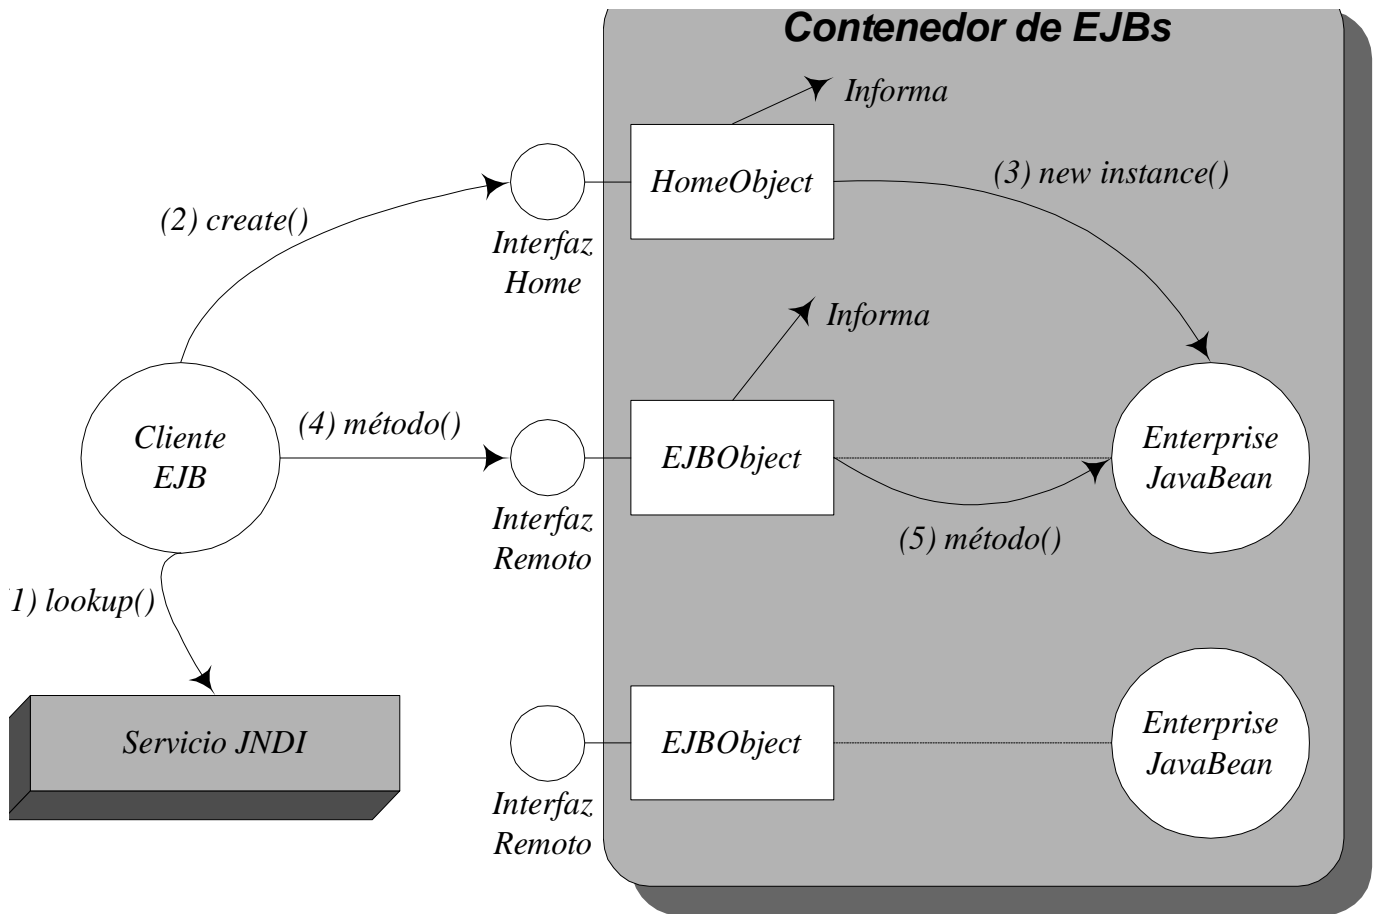 Contenedor de EJBs
Informa
HomeObject
(3) new instance()
(2) create()
Interfaz
Home
Informa
Cliente
EJB
(4) método()
EJBObject
Enterprise
JavaBean
Interfaz
Remoto
(5) método()
1) lookup()
Servicio JNDI
EJBObject
Enterprise
JavaBean
Interfaz
Remoto